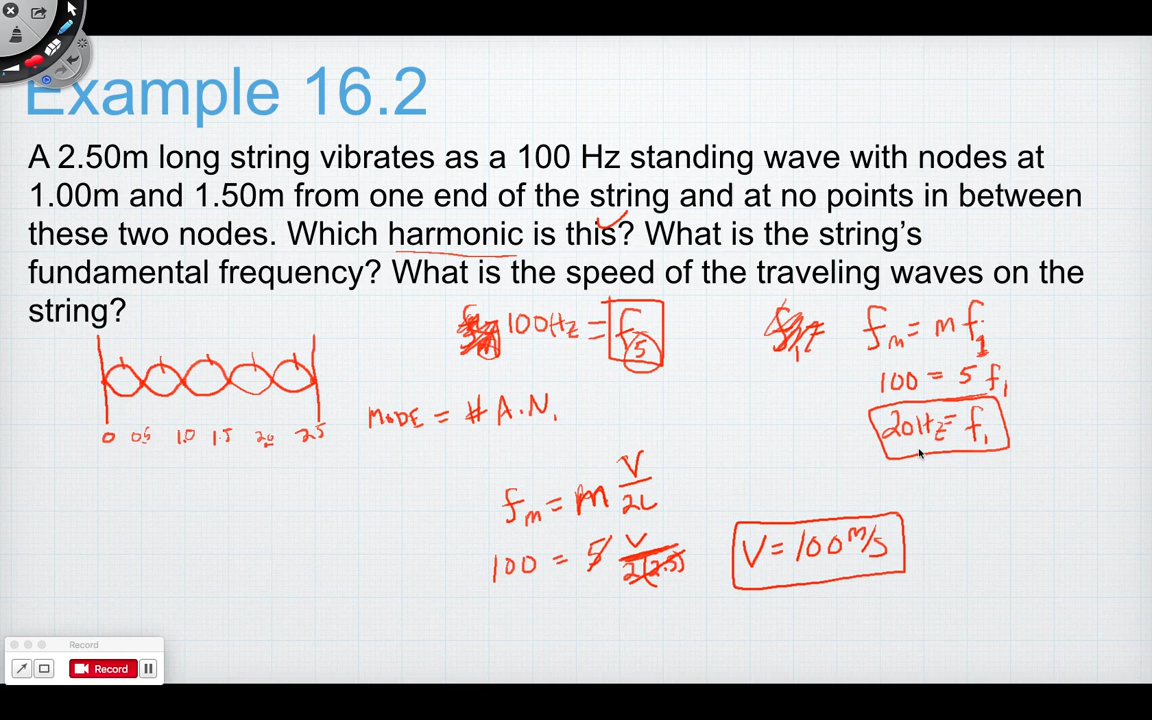 Example 16.2
A 2.50m long string vibrates as a 100 Hz standing wave with nodes at
1.00m and 1.50m from one end of the string and at no points in between
these two nodes. Which harmonic is this? What is the string’s
fundamental frequency? What is the speed of the traveling waves on the
string?
100Hz = f5
fm = m f1
100 = 5 f1
20Hz = f1
0 0.5 1.0 1.5 2.0 2.5
MODE = # A.N.
fm = m V/2L
100 = 5 V/2(2.5)
V = 100 m/s
Record
Record